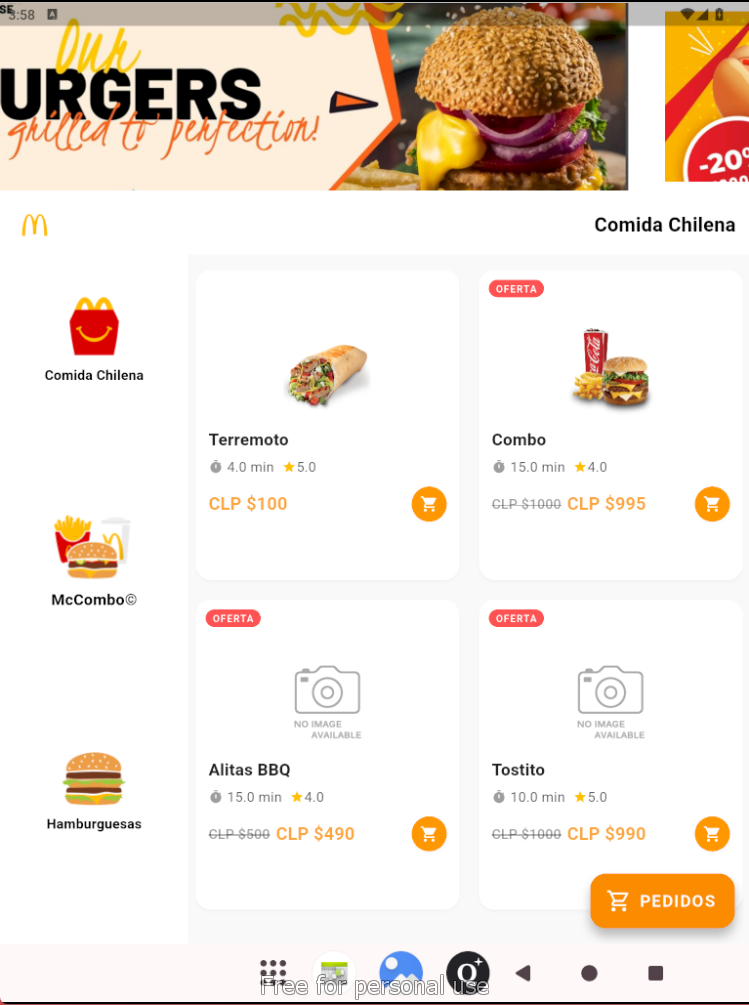 SE
3:58
A
Our
URGERS
grilled to perfection!
-20%
Comida Chilena
Comida Chilena
McCombo©
Hamburguesas
Terremoto
4.0 min 5.0
CLP $100
OFERTA
Coca-Cola
Combo
15.0 min 4.0
CLP $1000 CLP $995
OFERTA
NO IMAGE
AVAILABLE
Alitas BBQ
15.0 min 4.0
CLP $500 CLP $490
OFERTA
NO IMAGE
AVAILABLE
Tostito
10.0 min 5.0
CLP $1000 CLP $990
PEDIDOS
Free for personal use